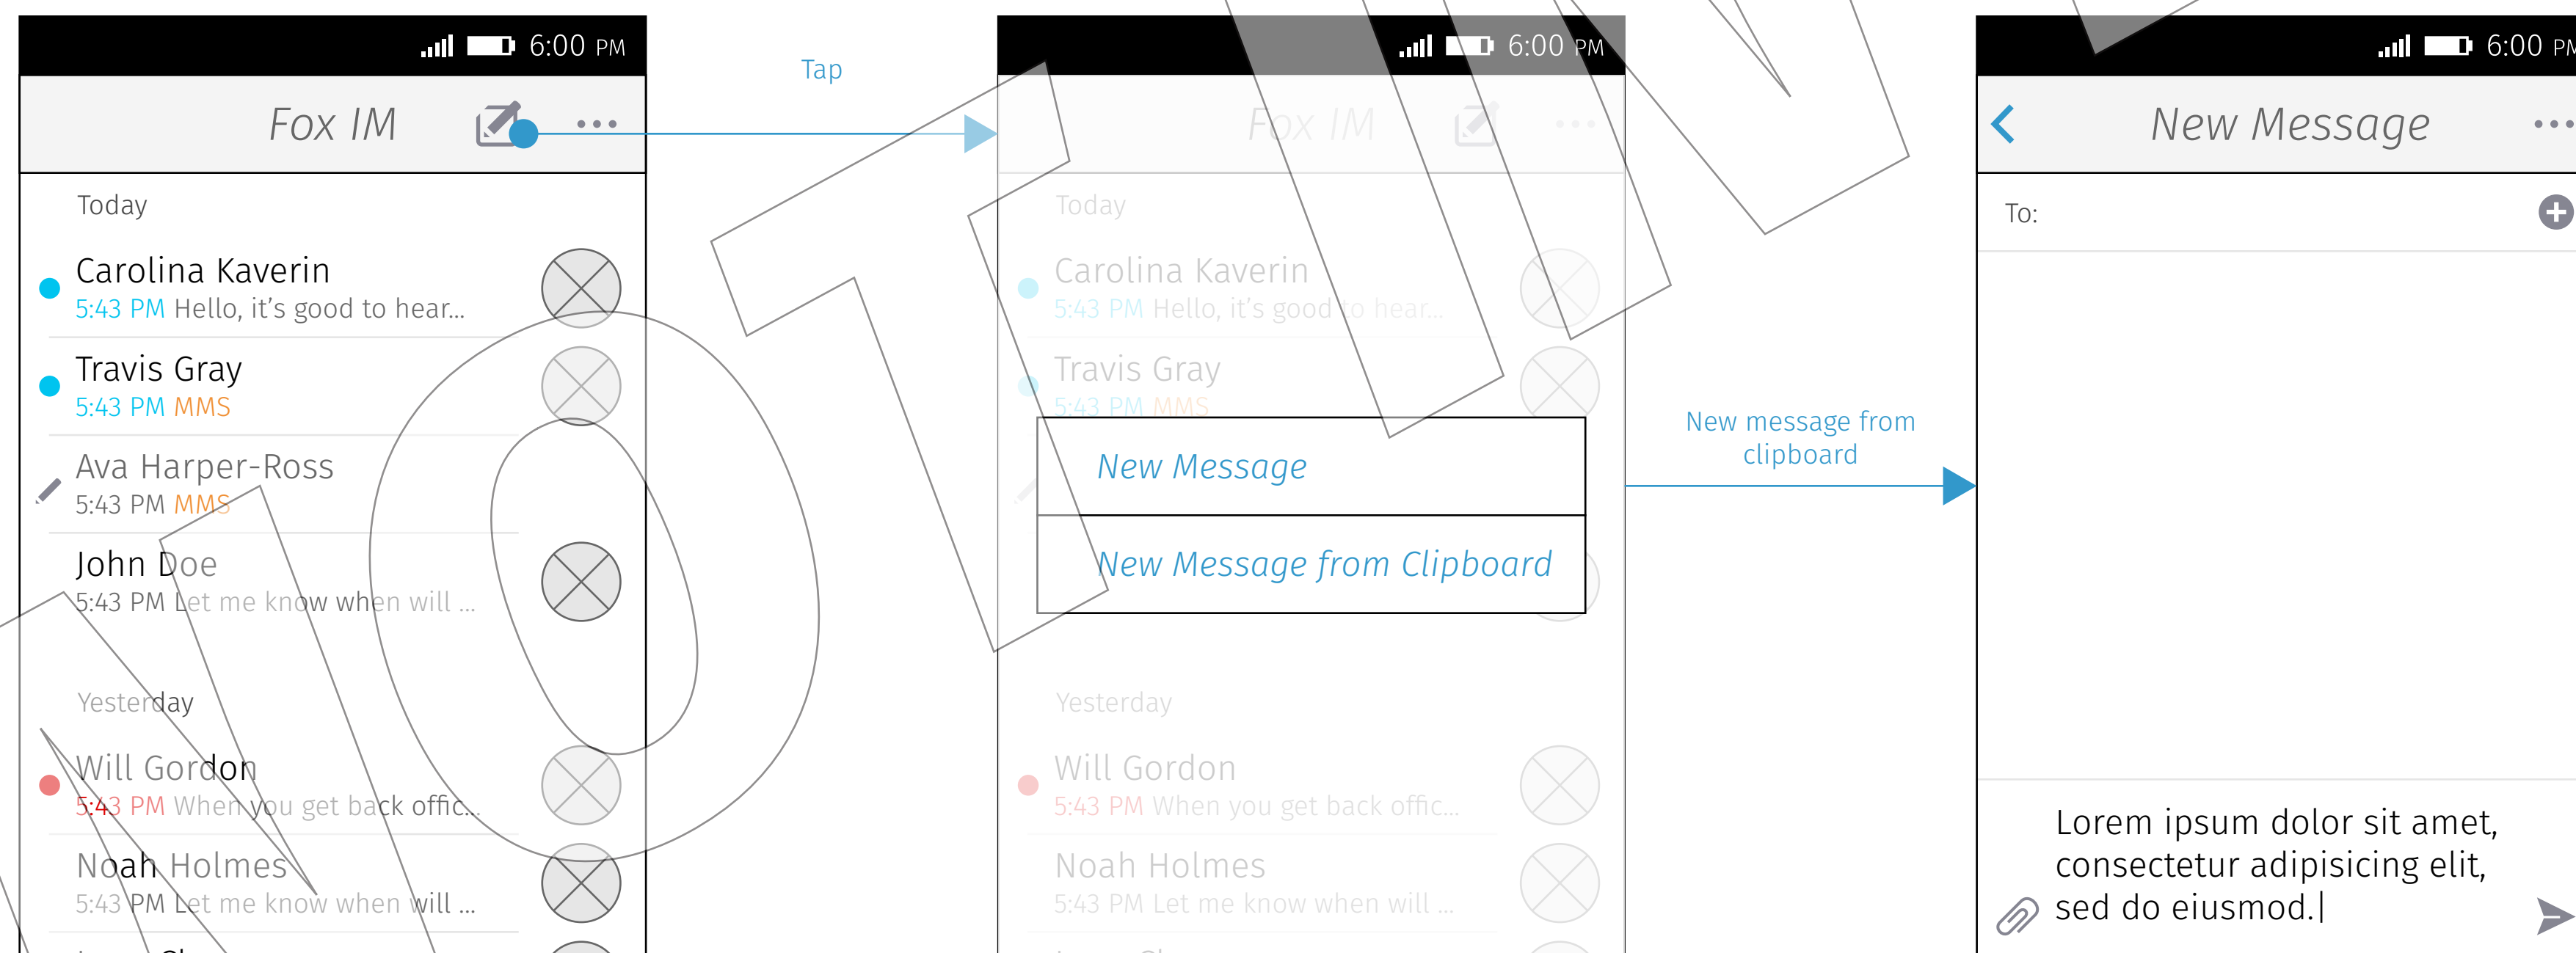 6:00 PM
Fox IM
Today
Carolina Kaverin
5:43 PM Hello, it's good to hear...
Travis Gray
5:43 PM MMS
Ava Harper-Ross
5:43 PM MMS
John Doe
5:43 PM Let me know when will ...
Yesterday
Will Gordon
5:43 PM When you get back offic...
Noah Holmes
5:43 PM Let me know when will ...
Tap
6:00 PM
Fox IM
Today
Carolina Kaverin
5:43 PM Hello, it's good to hear...
Travis Gray
5:43 PM MMS
New Message
New Message from Clipboard
Yesterday
Will Gordon
5:43 PM When you get back offic...
Noah Holmes
5:43 PM Let me know when will ...
New message from
clipboard
6:00 PM
New Message
To:
Lorem ipsum dolor sit amet,
consectetur adipisicing elit,
sed do eiusmod.